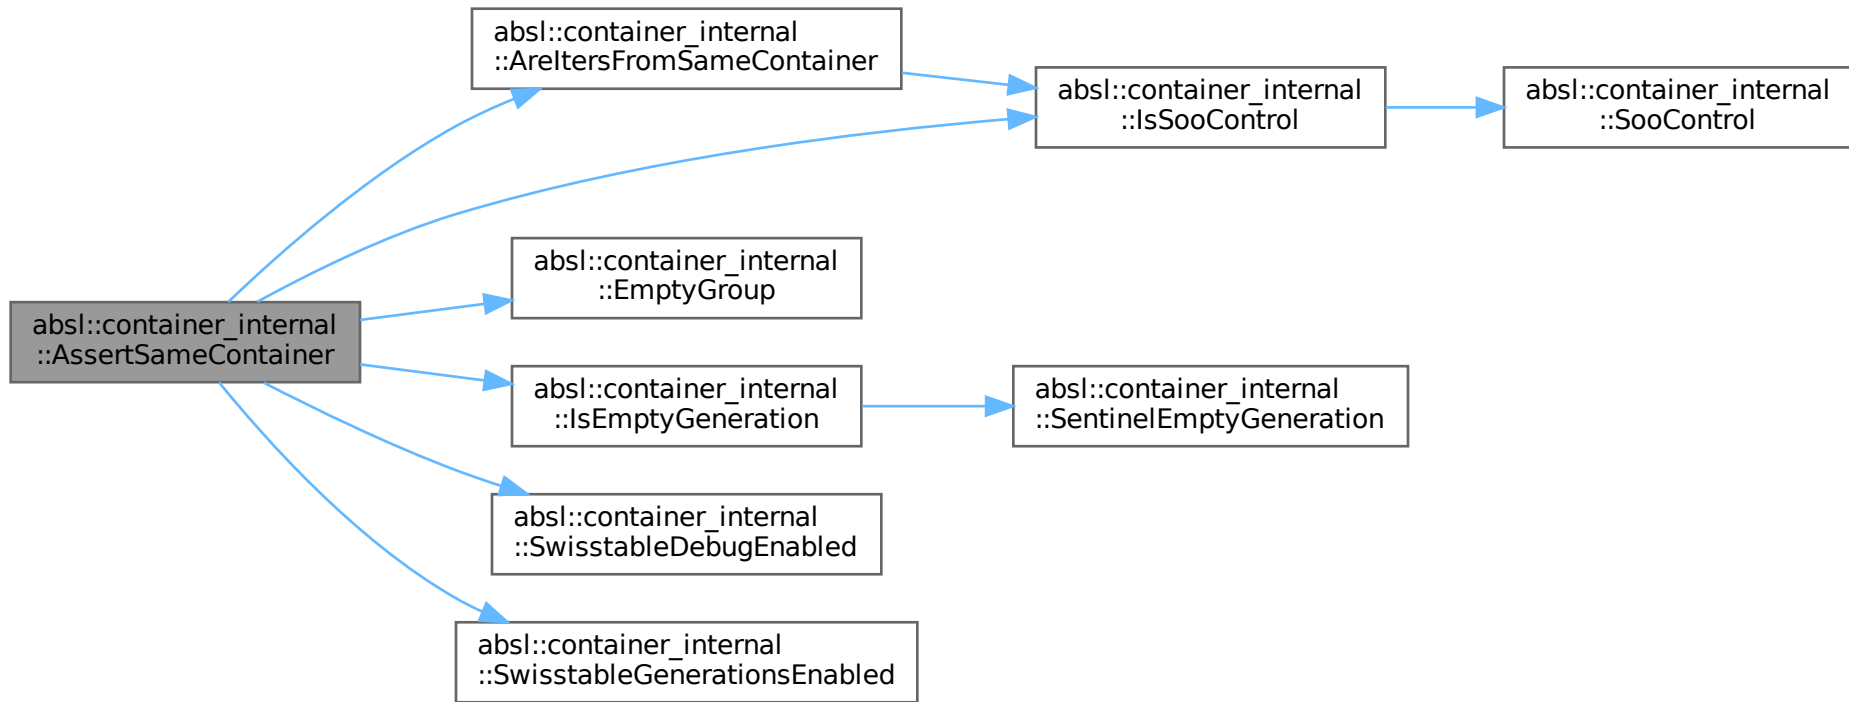 absl::container_internal
::AreItersFromSameContainer
absl::container_internal
::IsSooControl
absl::container_internal
::SooControl
absl::container_internal
::EmptyGroup
absl::container_internal
::AssertSameContainer
absl::container_internal
::IsEmptyGeneration
absl::container_internal
::SentinelEmptyGeneration
absl::container_internal
::SwisstableDebugEnabled
absl::container_internal
::SwisstableGenerationsEnabled